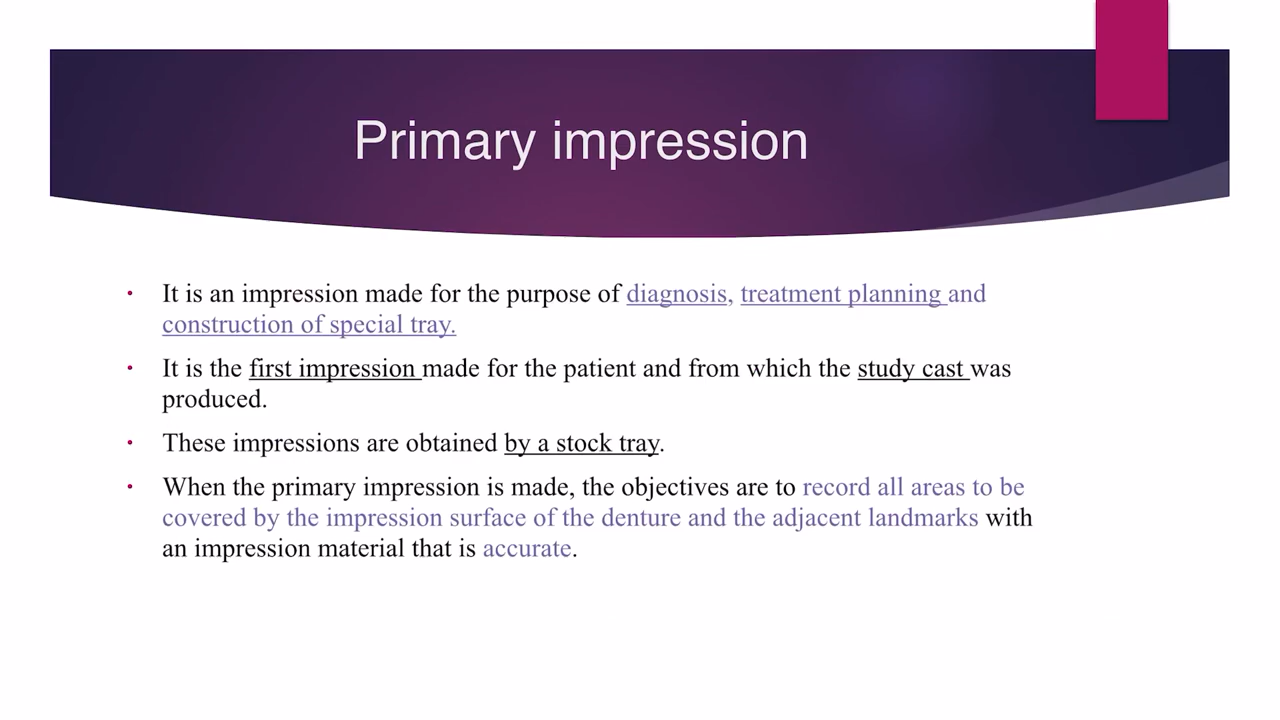 Primary impression
• It is an impression made for the purpose of diagnosis, treatment planning and
construction of special tray.
• It is the first impression made for the patient and from which the study cast was
produced.
• These impressions are obtained by a stock tray.
• When the primary impression is made, the objectives are to record all areas to be
covered by the impression surface of the denture and the adjacent landmarks with
an impression material that is accurate.